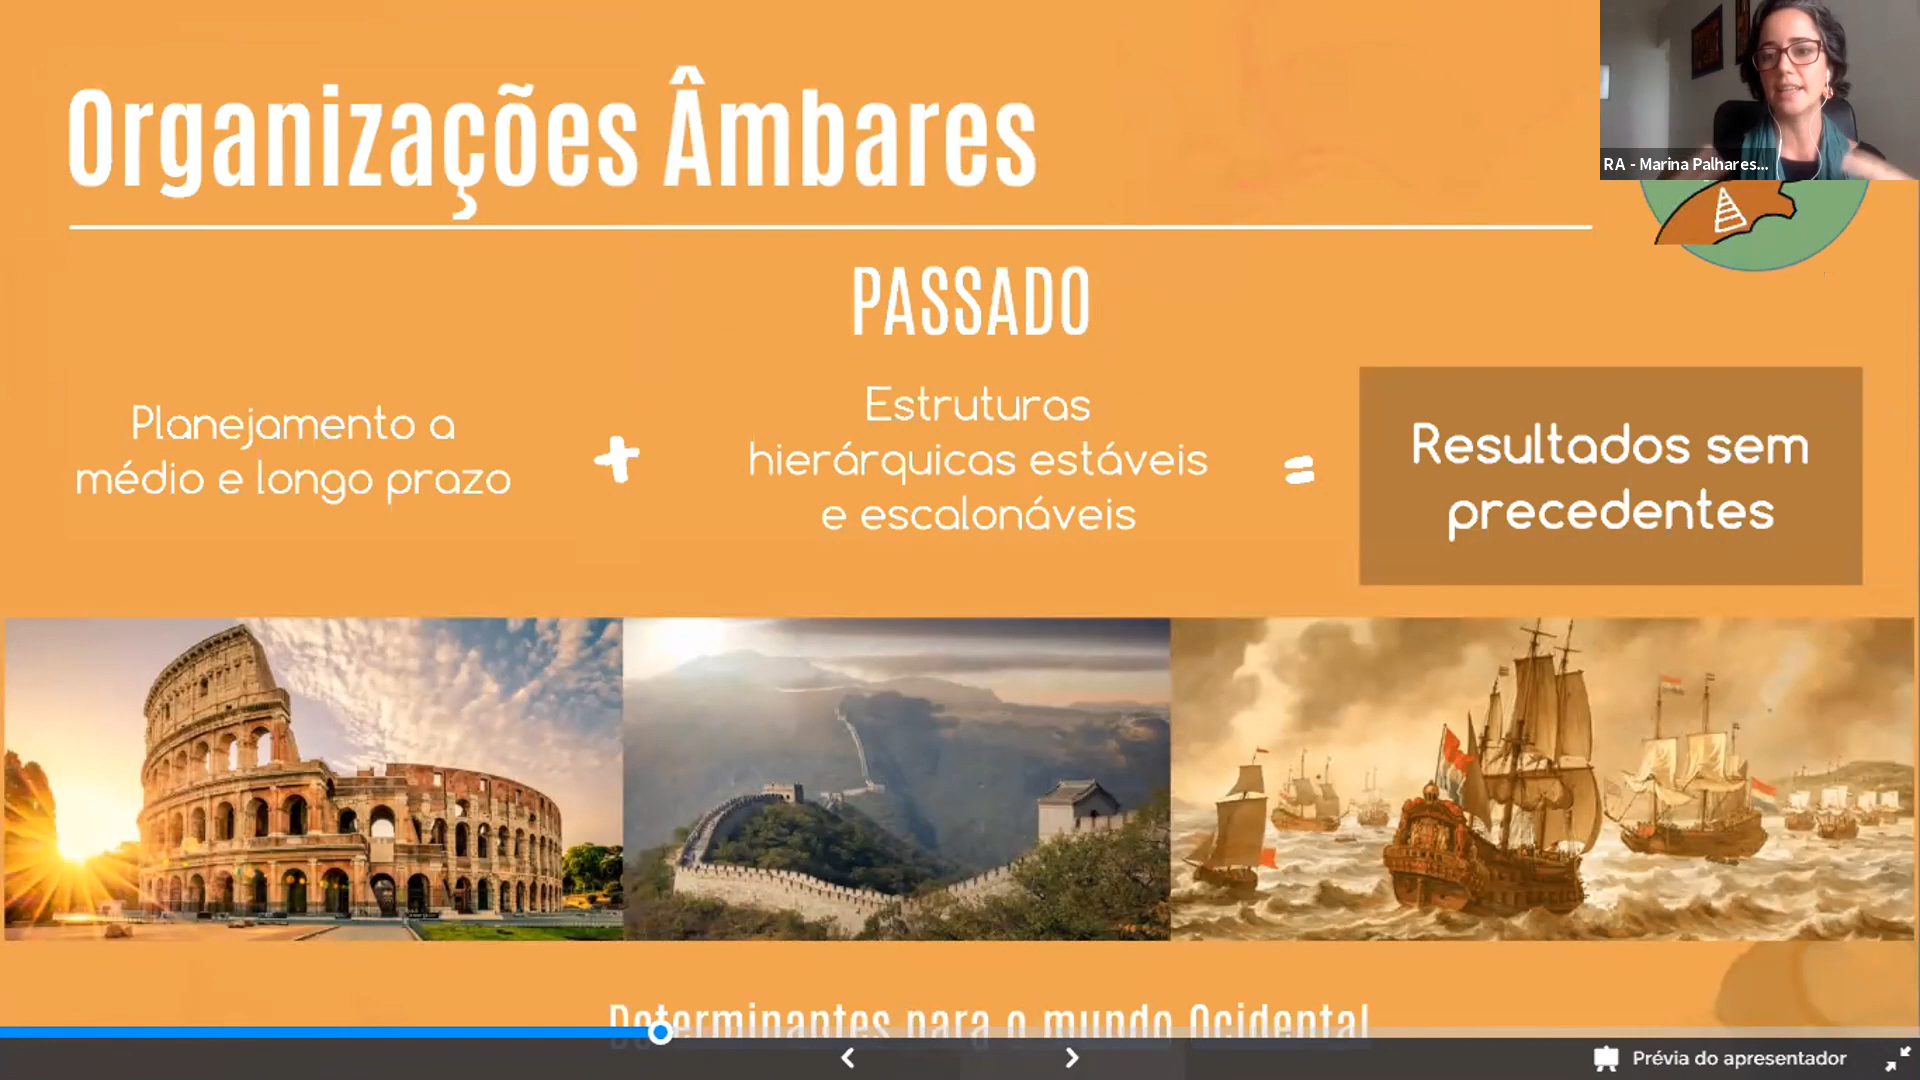 Organizações Âmbares
RA - Marina Palhares...
PASSADO
Planejamento a
médio e longo prazo
+
Estruturas
hierárquicas estáveis
e escalonáveis
=
Resultados sem
precedentes
Determinantes para o mundo Ocidental
Prévia do apresentador